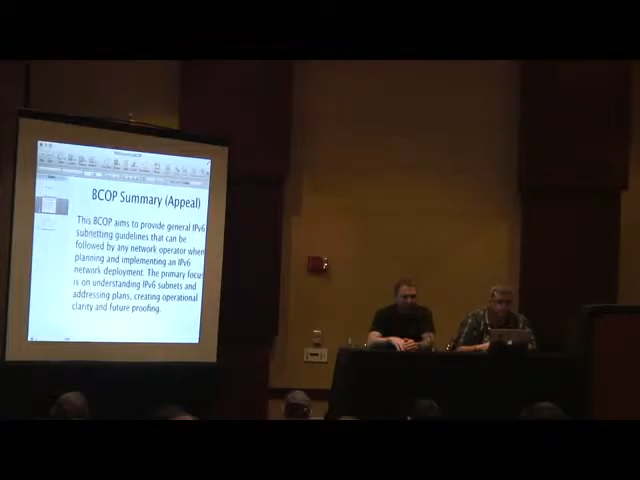 BCOP Summary (Appeal)
This BCOP aims to provide general IPv6
subnetting guidelines that can be
followed by any network operator when
planning and implementing an IPv6
network deployment. The primary focus
is on understanding IPv6 subnets and
addressing plans, creating operational
clarity and future proofing.